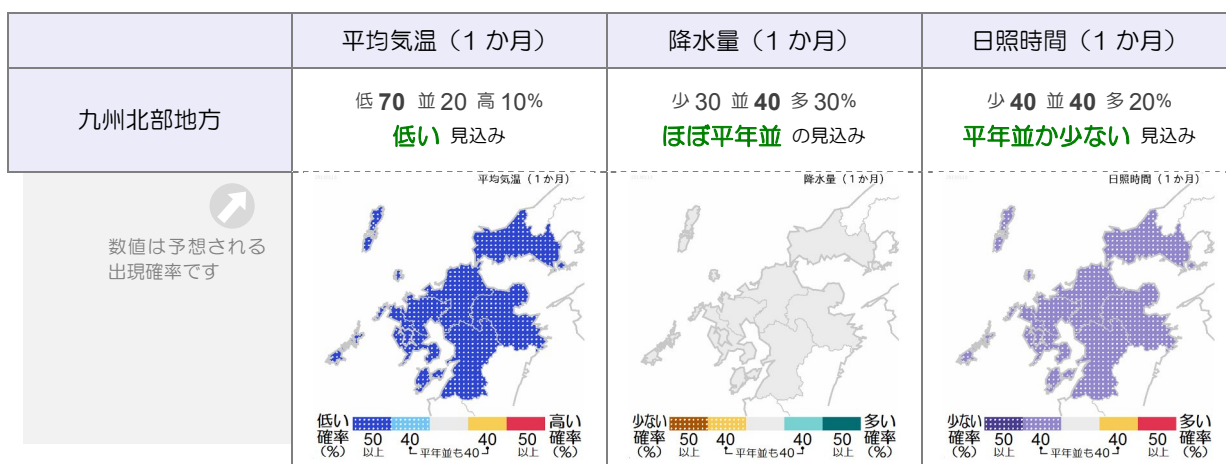 平均気温（1 か月）
降水量（1 か月）
日照時間（1 か月）
九州北部地方
低 70 並 20 高 10%
低い 見込み
少 30 並 40 多 30%
ほぼ平年並 の見込み
少 40 並 40 多 20%
平年並か少ない 見込み
数値は予想される
出現確率です
平均気温（1か月）
低い
確率
(%)
50
以上
40
平年並も40
40
50
以上
高い
確率
(%)
降水量（1か月）
少ない
確率
(%)
50
以上
40
平年並も40
40
50
以上
多い
確率
(%)
日照時間（1か月）
少ない
確率
(%)
50
以上
40
平年並も40
40
50
以上
多い
確率
(%)